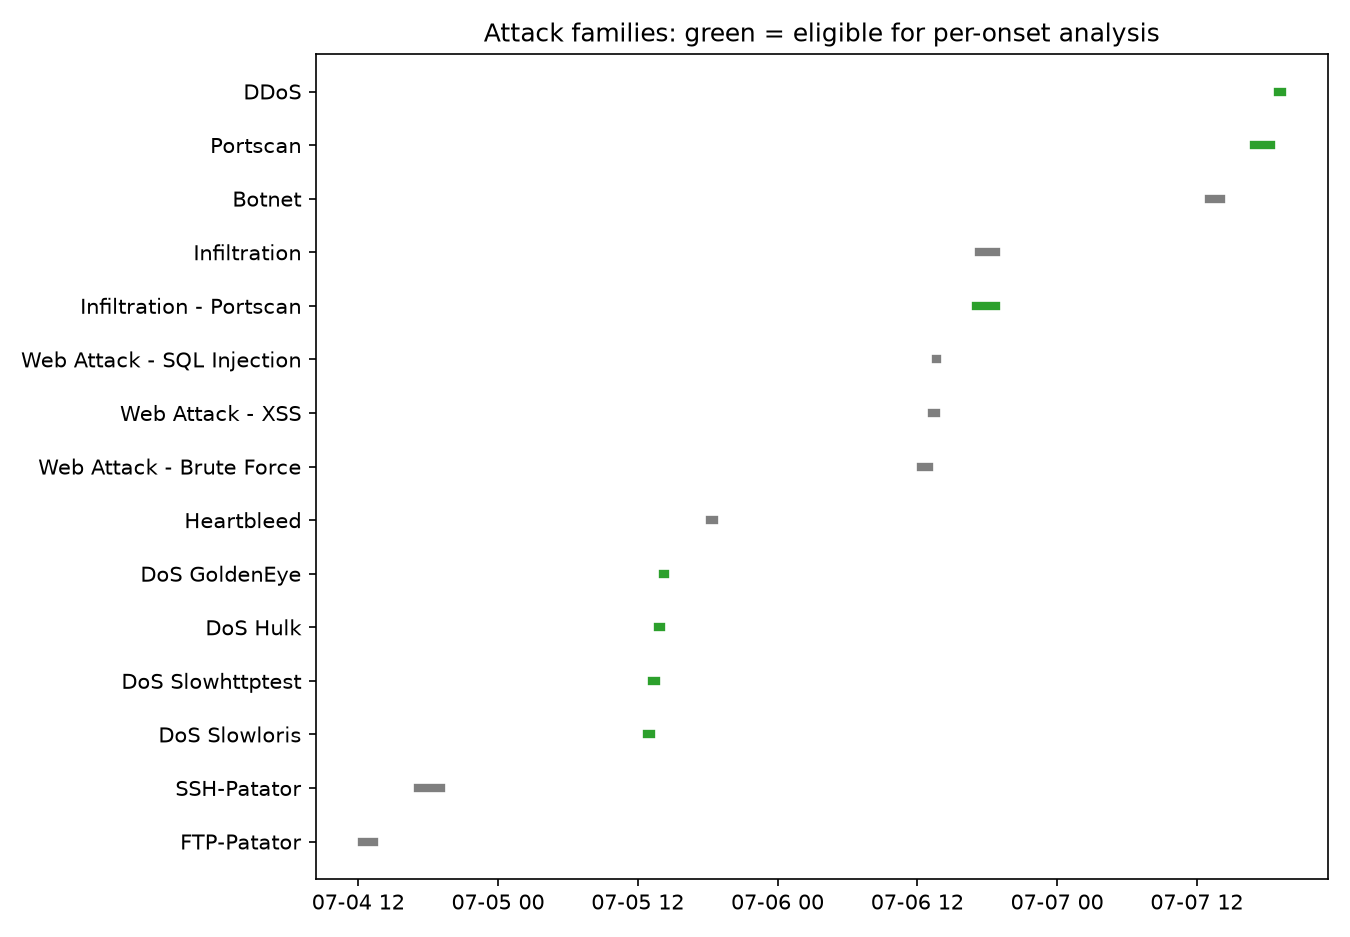 Attack families: green = eligible for per-onset analysis
DDoS
Portscan
Botnet
Infiltration
Infiltration - Portscan
Web Attack - SQL Injection
Web Attack - XSS
Web Attack - Brute Force
Heartbleed
DoS GoldenEye
DoS Hulk
DoS Slowhttptest
DoS Slowloris
SSH-Patator
FTP-Patator
07-04 12 07-05 00 07-05 12 07-06 00 07-06 12 07-07 00 07-07 12